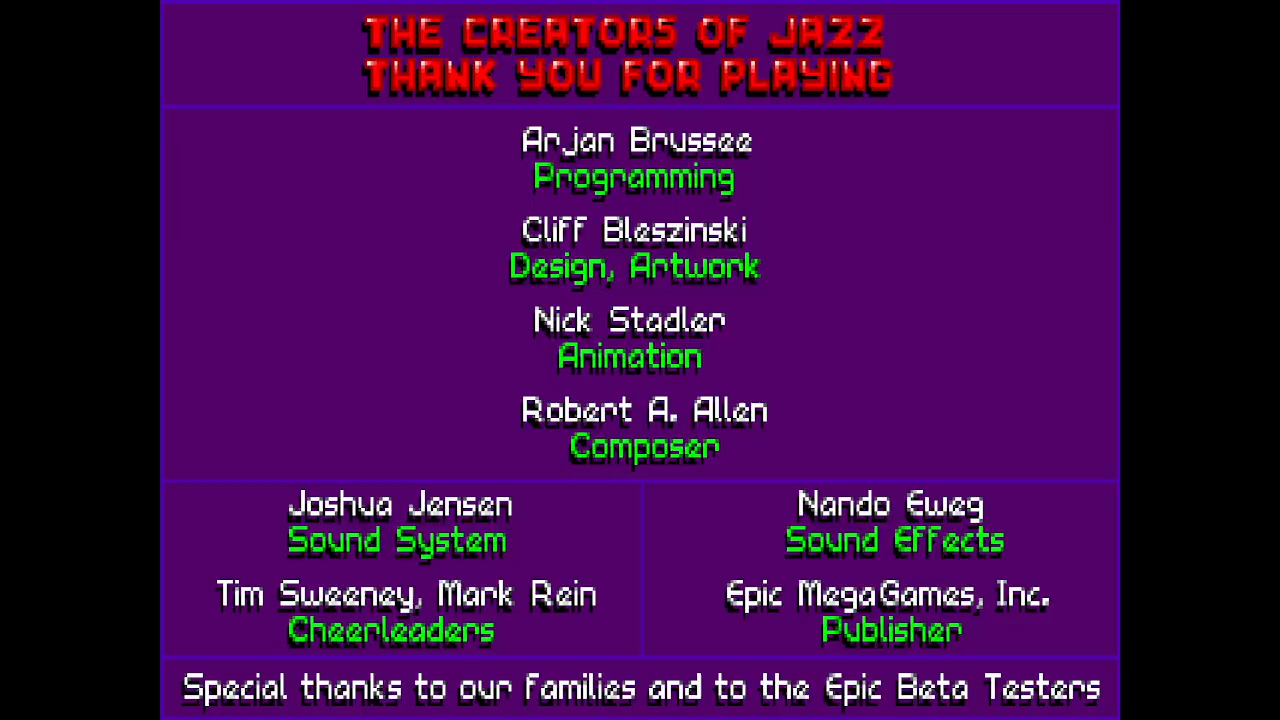 THE CREATORS OF JAZZ
THANK YOU FOR PLAYING
Arjan Brussee
Programming
Cliff Bleszinski
Design, Artwork
Nick Stadler
Animation
Robert A. Allen
Composer
Joshua Jensen
Sound System
Nando Eweg
Sound Effects
Tim Sweeney, Mark Rein
Cheerleaders
Epic MegaGames, Inc.
Publisher
Special thanks to our families and to the Epic Beta Testers